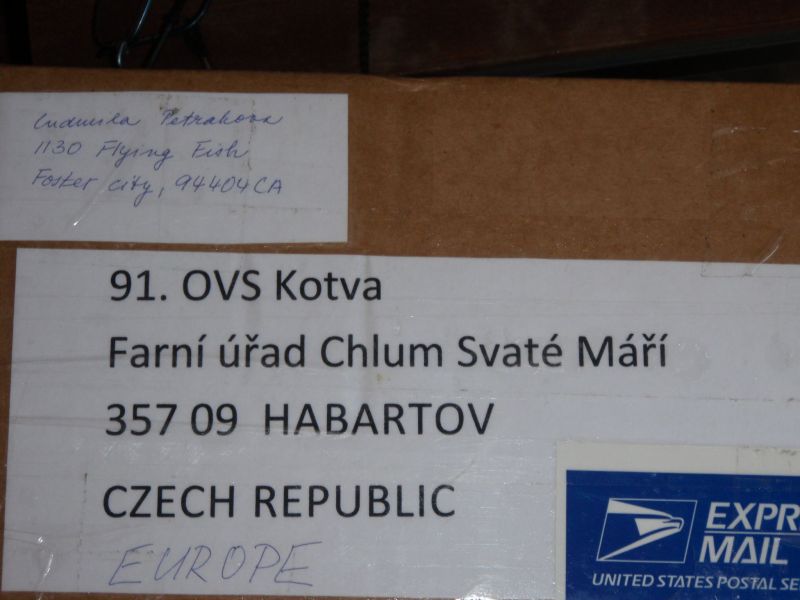 Ludmila Petrakova
1130 Flying Fish
Foster city, 94404 CA
91. OVS Kotva
Farní úřad Chlum Svaté Máří
357 09 HABARTOV
CZECH REPUBLIC
EUROPE
EXPR
MAIL
UNITED STATES POSTAL SE